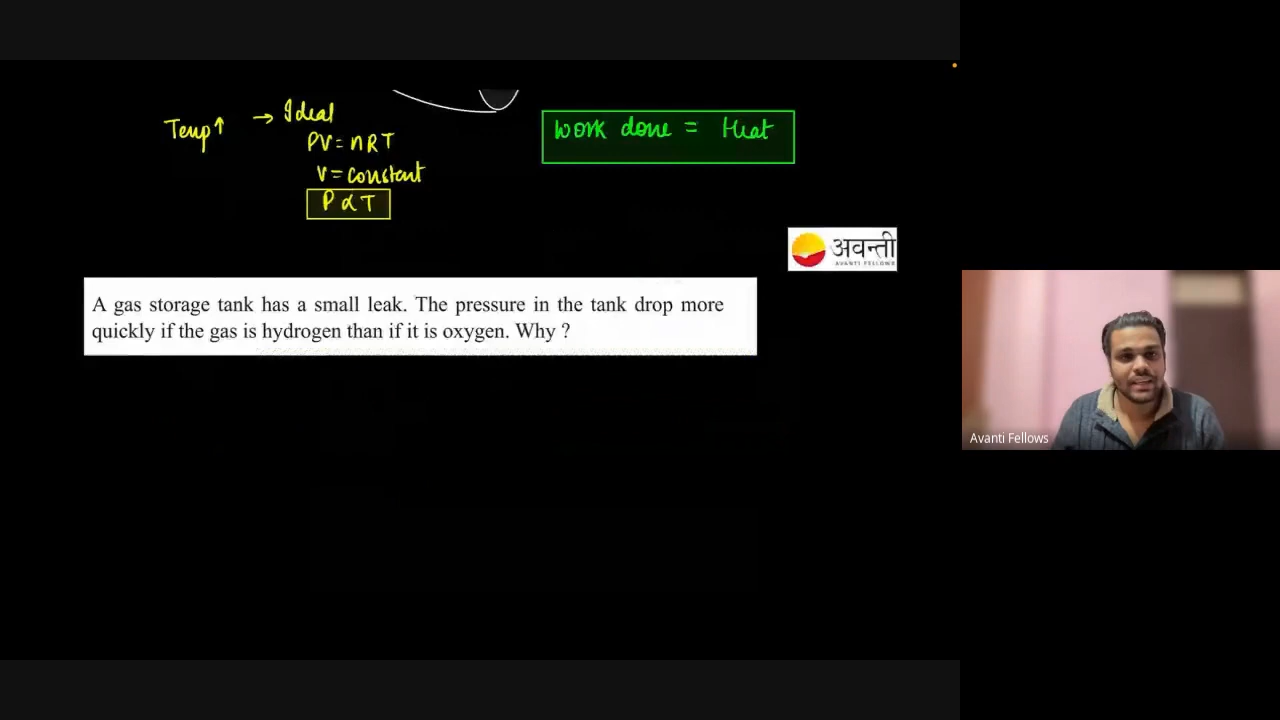 Temp↑ → Ideal
PV = nRT
V = constant
P ∝ T
Work done = Heat
अवन्ती
AVANTI FELLOWS
A gas storage tank has a small leak. The pressure in the tank drop more
quickly if the gas is hydrogen than if it is oxygen. Why ?
Avanti Fellows